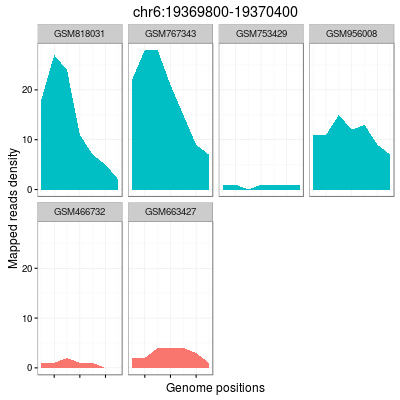 chr6:19369800-19370400
GSM818031 GSM767343 GSM753429 GSM956008
20
10
0
GSM466732 GSM663427
20
10
0
Mapped reads density
Genome positions